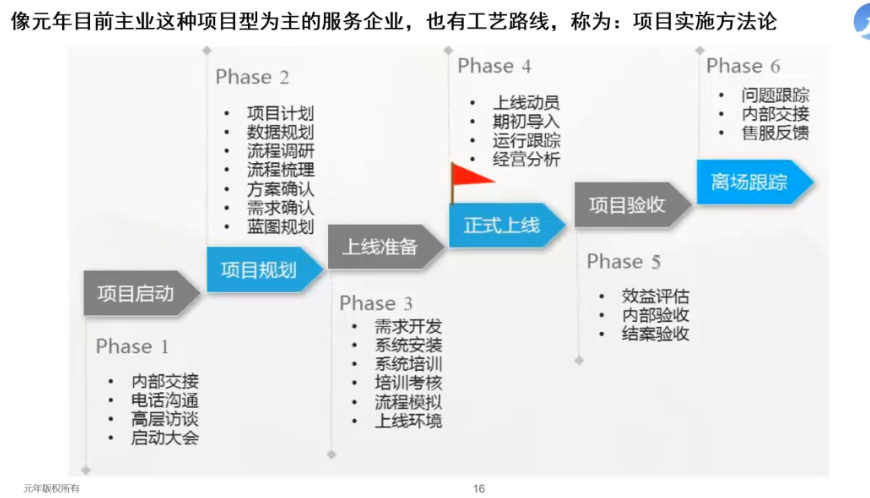 像元年目前主业这种项目型为主的服务企业，也有工艺路线，称为：项目实施方法论
Phase 1
项目启动
• 内部交接
• 电话沟通
• 高层访谈
• 启动大会
Phase 2
• 项目计划
• 数据规划
• 流程调研
• 流程梳理
• 方案确认
• 需求确认
• 蓝图规划
项目规划
上线准备
Phase 3
• 需求开发
• 系统安装
• 系统培训
• 培训考核
• 流程模拟
• 上线环境
Phase 4
• 上线动员
• 期初导入
• 运行跟踪
• 经营分析
正式上线
项目验收
Phase 5
• 效益评估
• 内部验收
• 结案验收
Phase 6
• 问题跟踪
• 内部交接
• 售服反馈
离场跟踪
元年版权所有
16